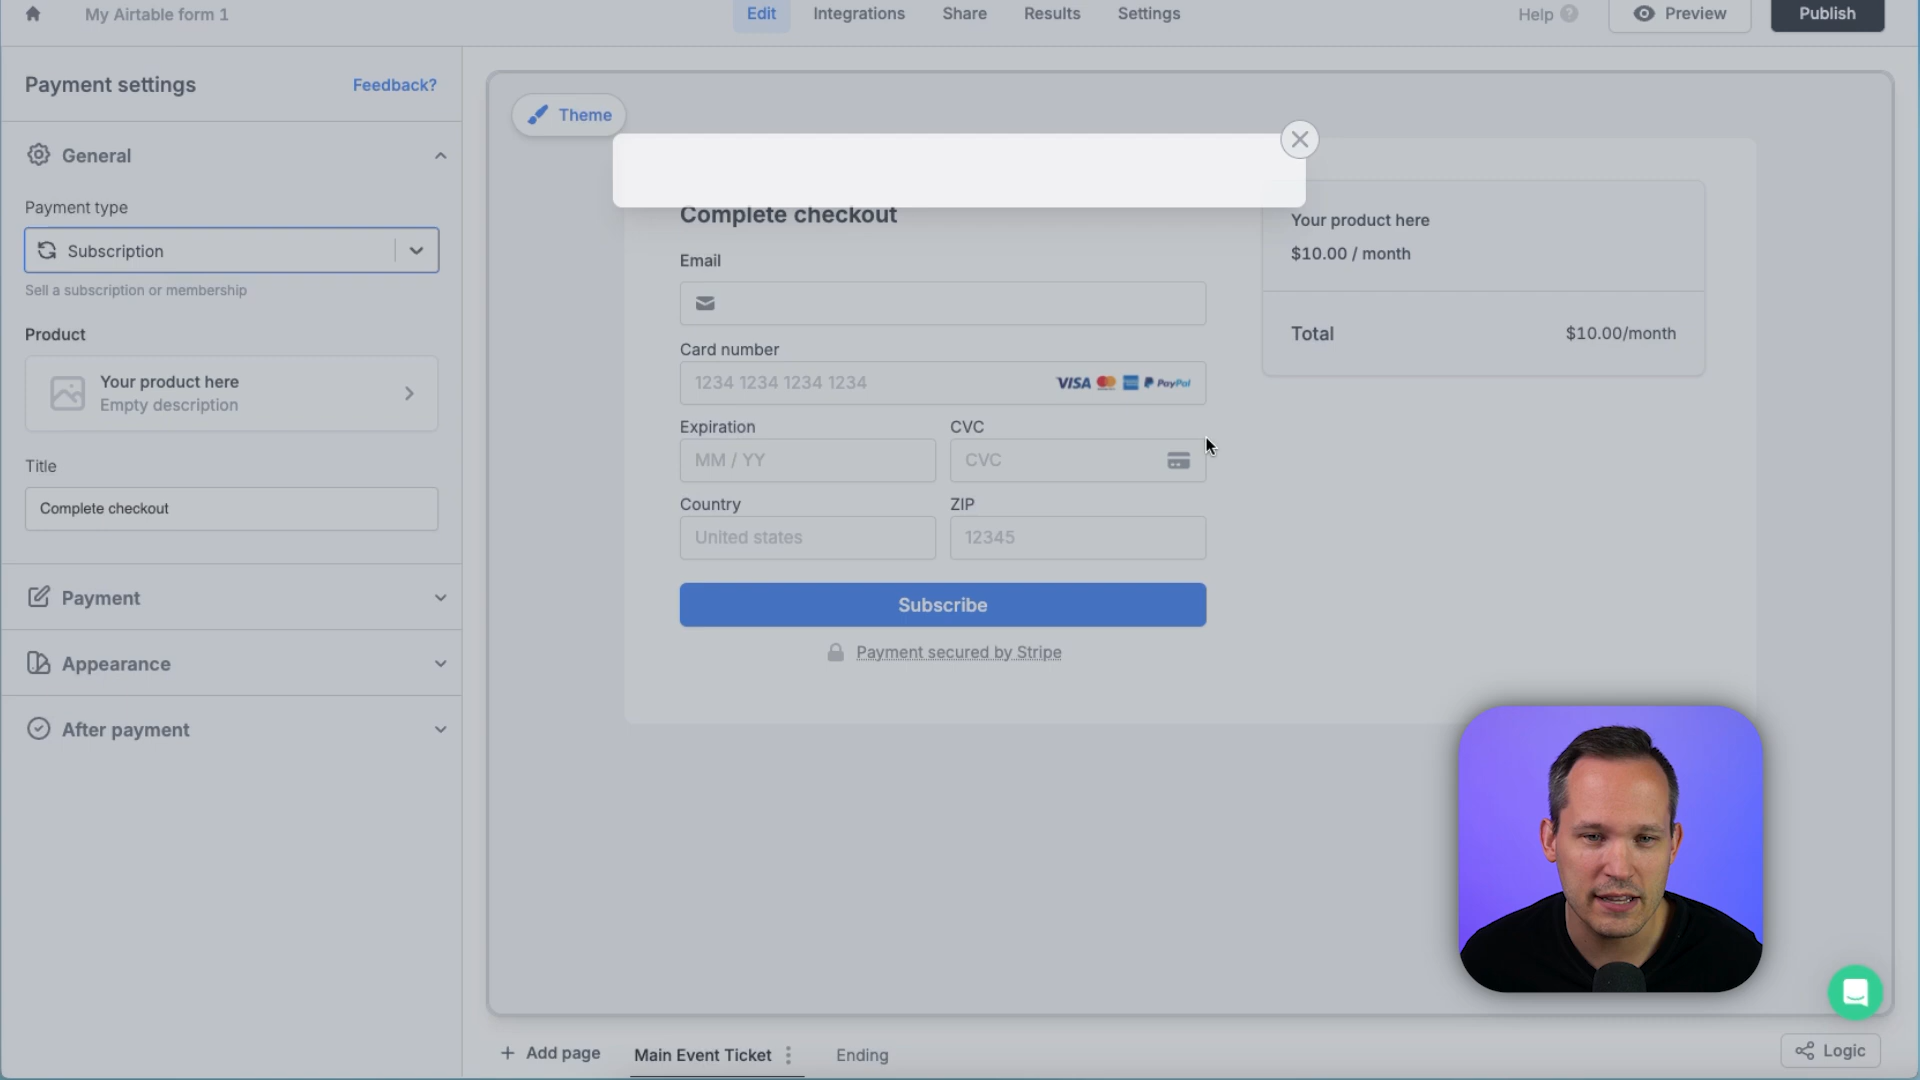 My Airtable form 1
Edit
Integrations
Share
Results
Settings
Help ?
Preview
Publish
Payment settings
Feedback?
General
Payment type
Subscription
Sell a subscription or membership
Product
Your product here
Empty description
Title
Complete checkout
Payment
Appearance
After payment
Theme
Complete checkout
Email
Card number
1234 1234 1234 1234
VISA
PayPal
Expiration
CVC
MM / YY
CVC
Country
ZIP
United states
12345
Subscribe
Payment secured by Stripe
Your product here
$10.00 / month
Total
$10.00/month
+ Add page
Main Event Ticket
Ending
Logic